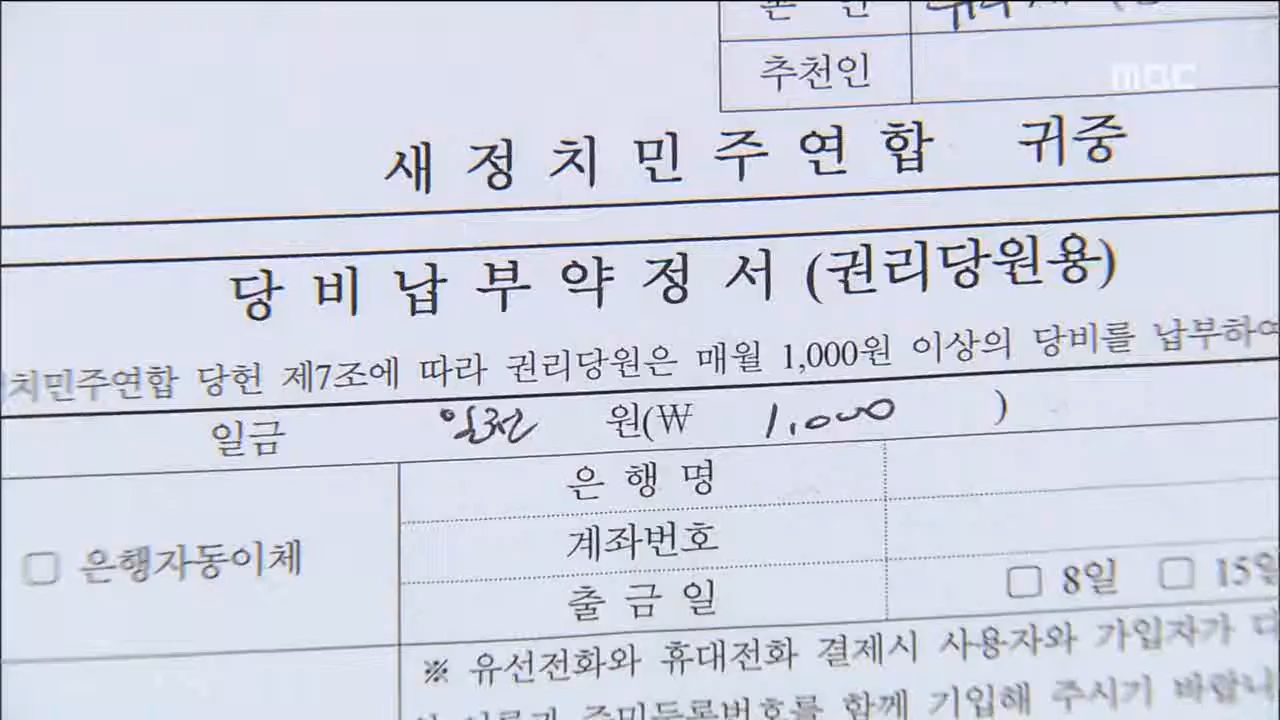 추천인
MBC
새정치민주연합 귀중
당비납부약정서 (권리당원용)
치민주연합 당헌 제7조에 따라 권리당원은 매월 1,000원 이상의 당비를 납부하여
일금 일천 원(₩ 1,000 )
은행명
계좌번호
□ 은행자동이체
출금일 □ 8일 □ 15일
※ 유선전화와 휴대전화 결제시 사용자와 가입자가 다
주민등록번호를 함께 기입해 주시기 바랍니